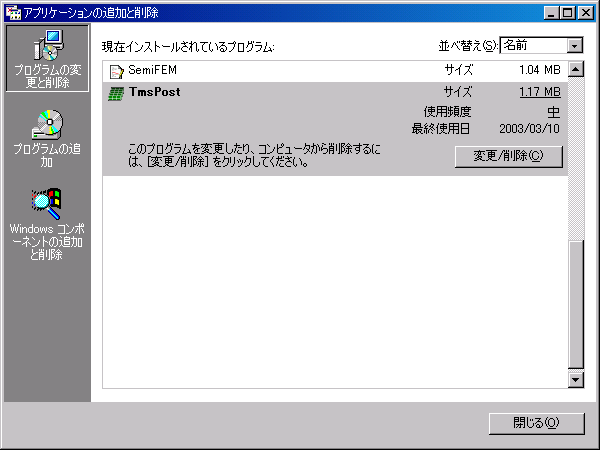 アプリケーションの追加と削除
プログラムの変
更と削除
プログラムの追
加
Windows コンポ
ーネントの追加
と削除
現在インストールされているプログラム:
並べ替え(S):
名前
SemiFEM サイズ 1.04 MB
TmsPost サイズ 1.17 MB
使用頻度 中
最終使用日 2003/03/10
このプログラムを変更したり、コンピュータから削除するに
は、[変更/削除] をクリックしてください。
変更/削除(C)
閉じる(O)